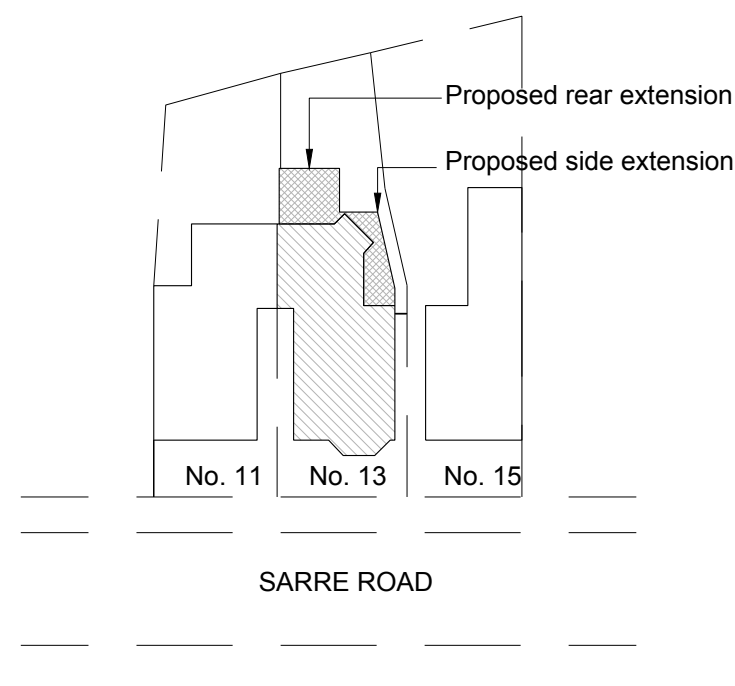 Proposed rear extension
Proposed side extension
No. 11 No. 13 No. 15
SARRE ROAD